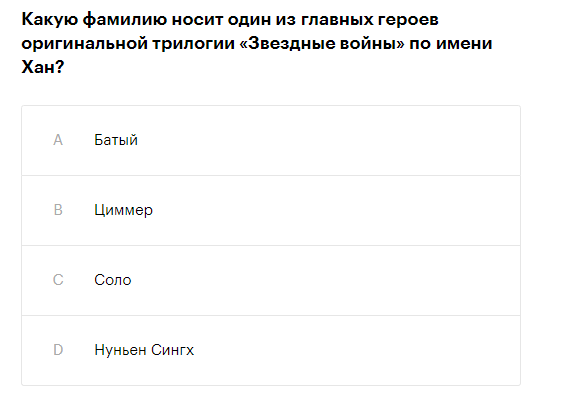 Какую фамилию носит один из главных героев
оригинальной трилогии «Звездные войны» по имени
Хан?
A Батый
B Циммер
C Соло
D Нуньен Сингх